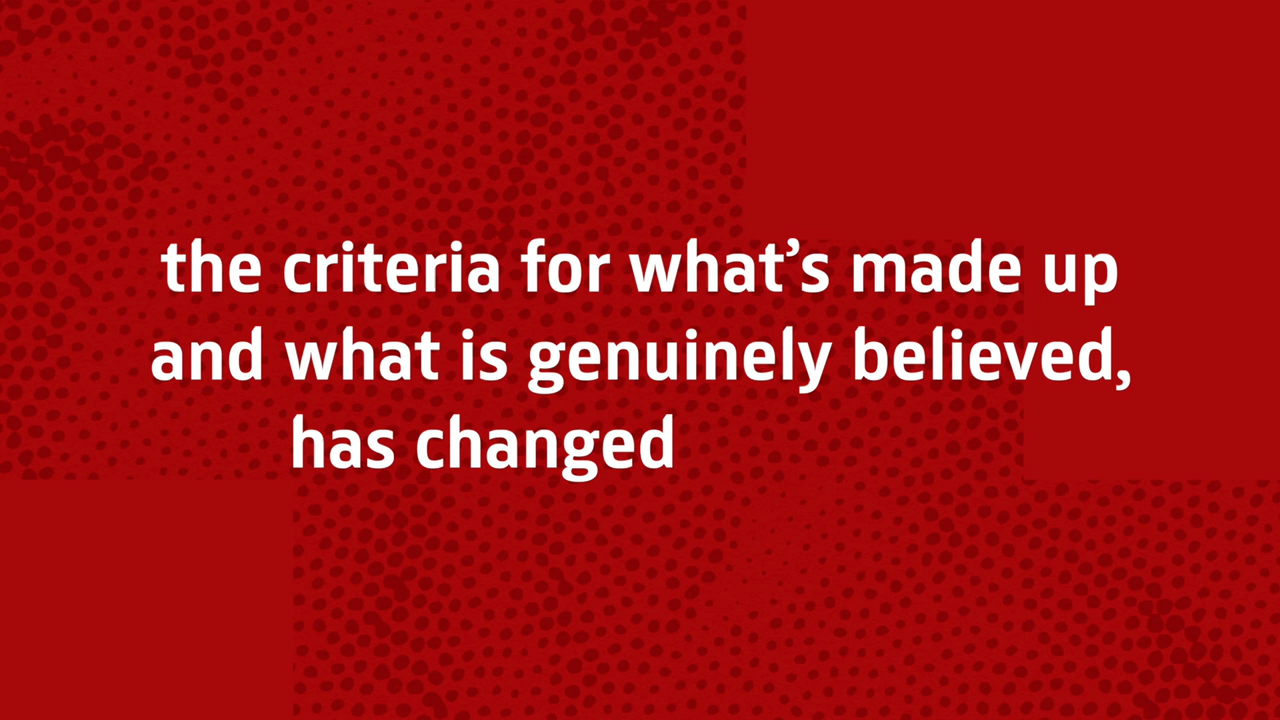 the criteria for what’s made up
and what is genuinely believed,
has changed